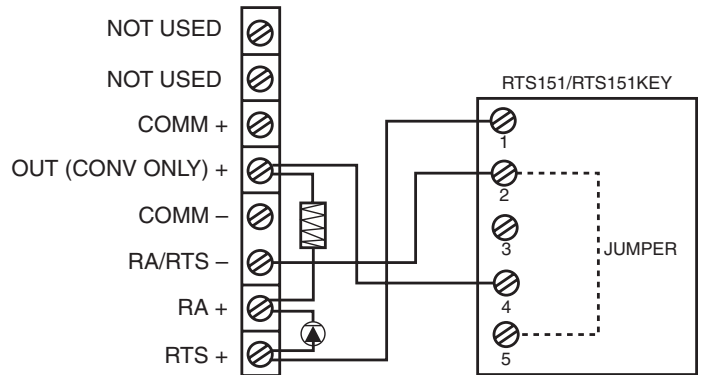 NOT USED
NOT USED
COMM +
OUT (CONV ONLY) +
COMM –
RA/RTS –
RA +
RTS +
RTS151/RTS151KEY
1
2
3
4
5
JUMPER